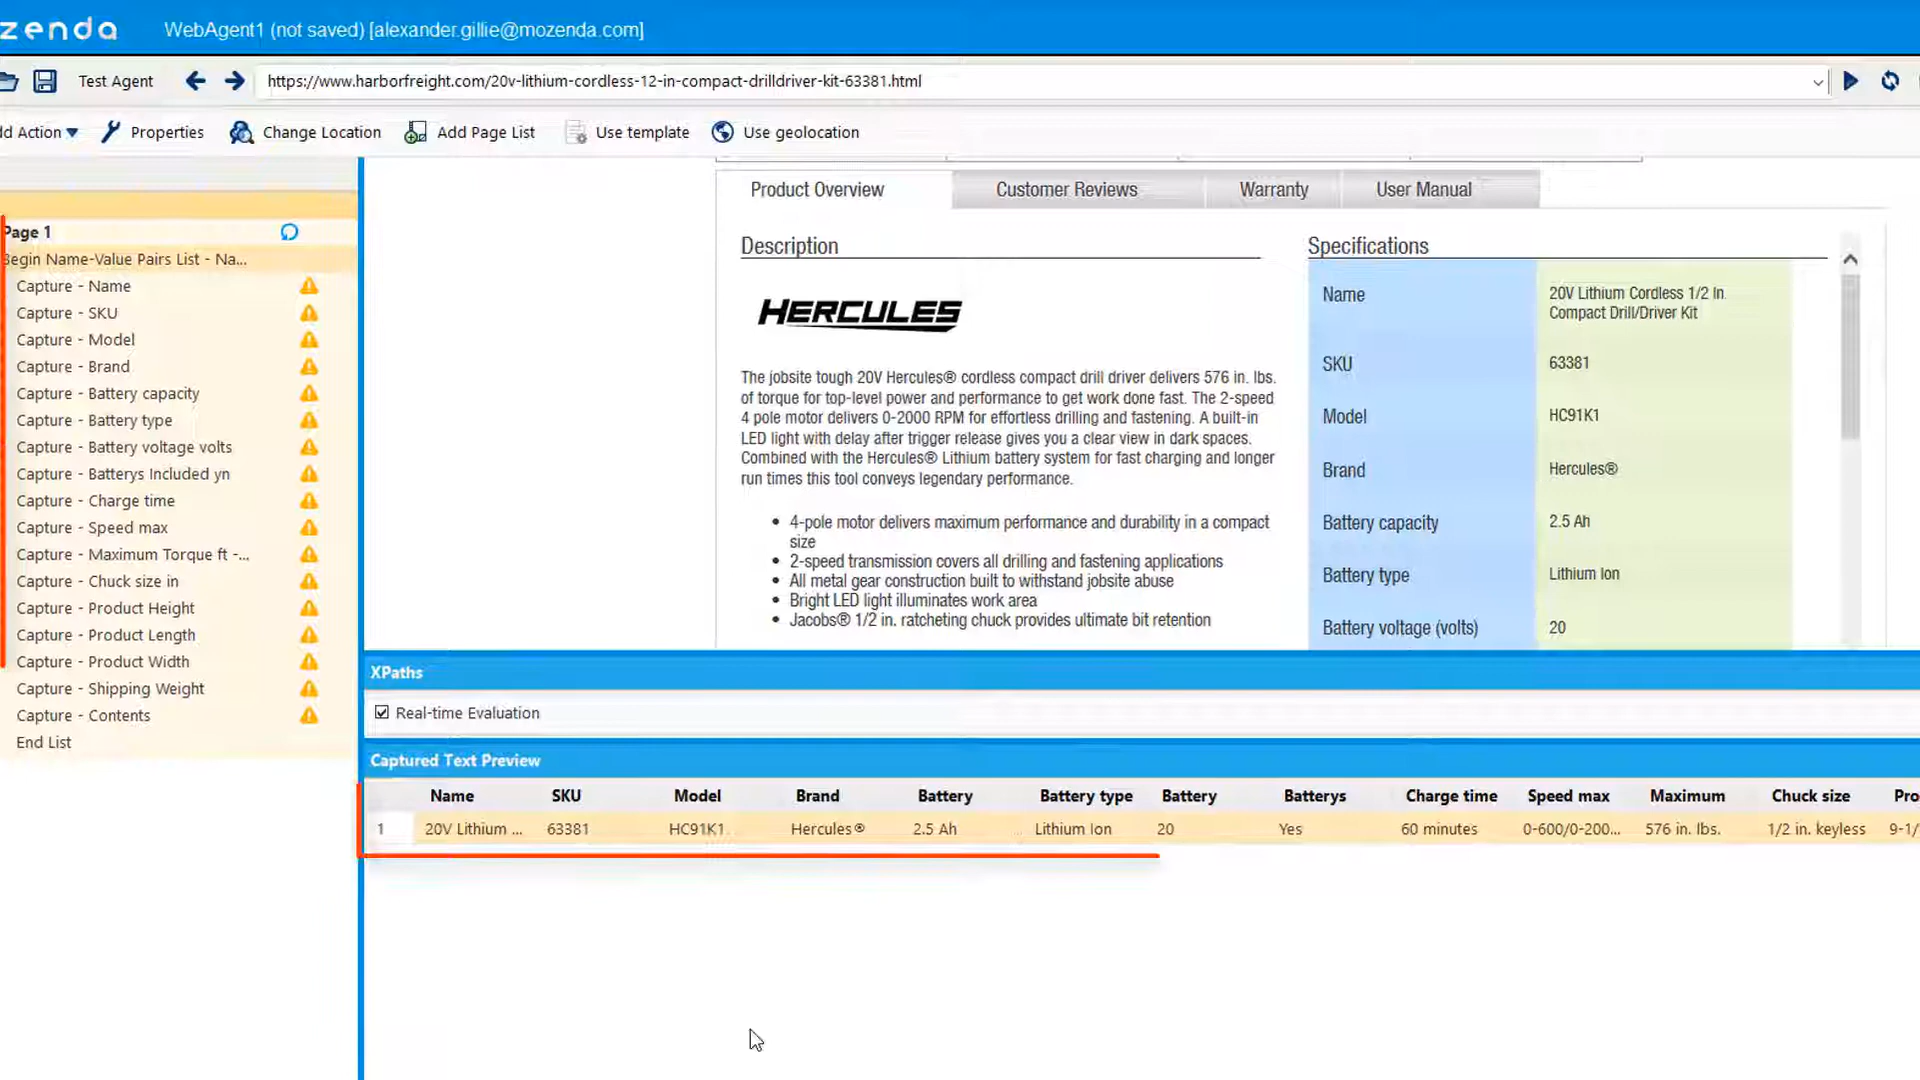 zenda
WebAgent1 (not saved) [alexander.gillie@mozenda.com]
Test Agent
https://www.harborfreight.com/20v-lithium-cordless-12-in-compact-drilldriver-kit-63381.html
dd Action
Properties
Change Location
Add Page List
Use template
Use geolocation
Page 1
Begin Name-Value Pairs List - Na...
Capture - Name
Capture - SKU
Capture - Model
Capture - Brand
Capture - Battery capacity
Capture - Battery type
Capture - Battery voltage volts
Capture - Batterys Included yn
Capture - Charge time
Capture - Speed max
Capture - Maximum Torque ft -...
Capture - Chuck size in
Capture - Product Height
Capture - Product Length
Capture - Product Width
Capture - Shipping Weight
Capture - Contents
End List
Product Overview
Customer Reviews
Warranty
User Manual
Description
HERCULES
The jobsite tough 20V Hercules® cordless compact drill driver delivers 576 in. lbs.
of torque for top-level power and performance to get work done fast. The 2-speed
4 pole motor delivers 0-2000 RPM for effortless drilling and fastening. A built-in
LED light with delay after trigger release gives you a clear view in dark spaces.
Combined with the Hercules® Lithium battery system for fast charging and longer
run times this tool conveys legendary performance.
• 4-pole motor delivers maximum performance and durability in a compact
size
• 2-speed transmission covers all drilling and fastening applications
• All metal gear construction built to withstand jobsite abuse
• Bright LED light illuminates work area
• Jacobs® 1/2 in. ratcheting chuck provides ultimate bit retention
Specifications
Name
20V Lithium Cordless 1/2 In.
Compact Drill/Driver Kit
SKU
63381
Model
HC91K1
Brand
Hercules®
Battery capacity
2.5 Ah
Battery type
Lithium Ion
Battery voltage (volts)
20
XPaths
Real-time Evaluation
Captured Text Preview
Name SKU Model Brand Battery Battery type Battery Batterys Charge time Speed max Maximum Chuck size Pro
1 20V Lithium ... 63381 HC91K1 Hercules® 2.5 Ah Lithium Ion 20 Yes 60 minutes 0-600/0-200... 576 in. lbs. 1/2 in. keyless 9-1/